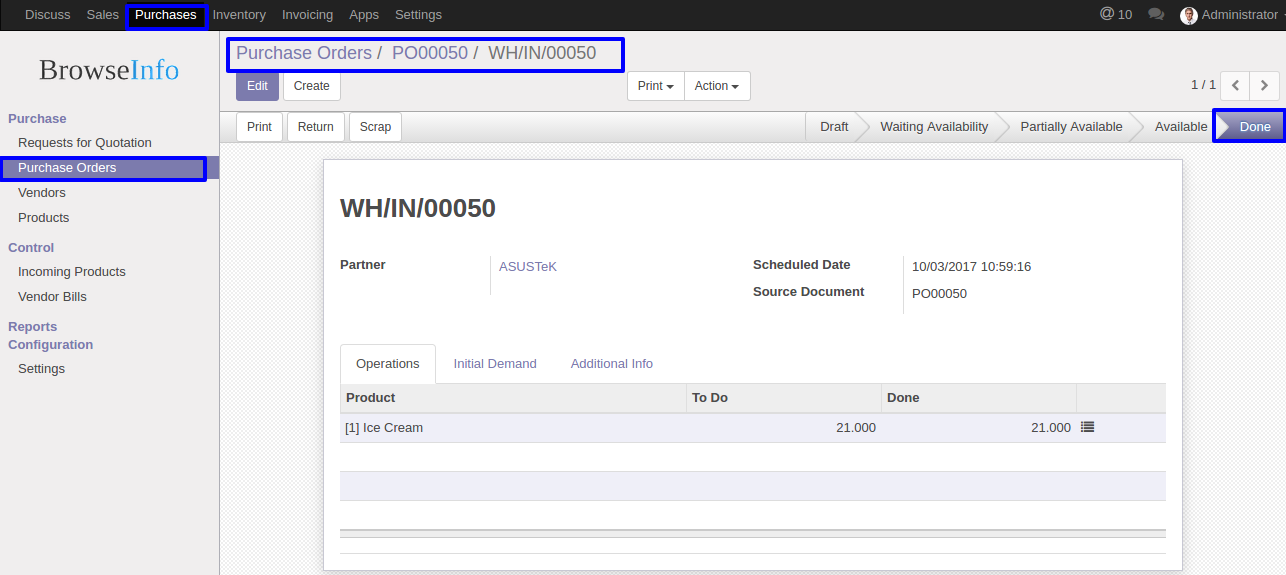 Discuss Sales Purchases Inventory Invoicing Apps Settings @ 10 Administrator
BrowseInfo
Purchase
Requests for Quotation
Purchase Orders
Vendors
Products
Control
Incoming Products
Vendor Bills
Reports
Configuration
Settings
Purchase Orders / PO00050 / WH/IN/00050
Edit Create Print Action 1 / 1
Print Return Scrap Draft Waiting Availability Partially Available Available Done
WH/IN/00050
Partner ASUSTeK Scheduled Date 10/03/2017 10:59:16
Source Document PO00050
Operations Initial Demand Additional Info
Product To Do Done
[1] Ice Cream 21.000 21.000